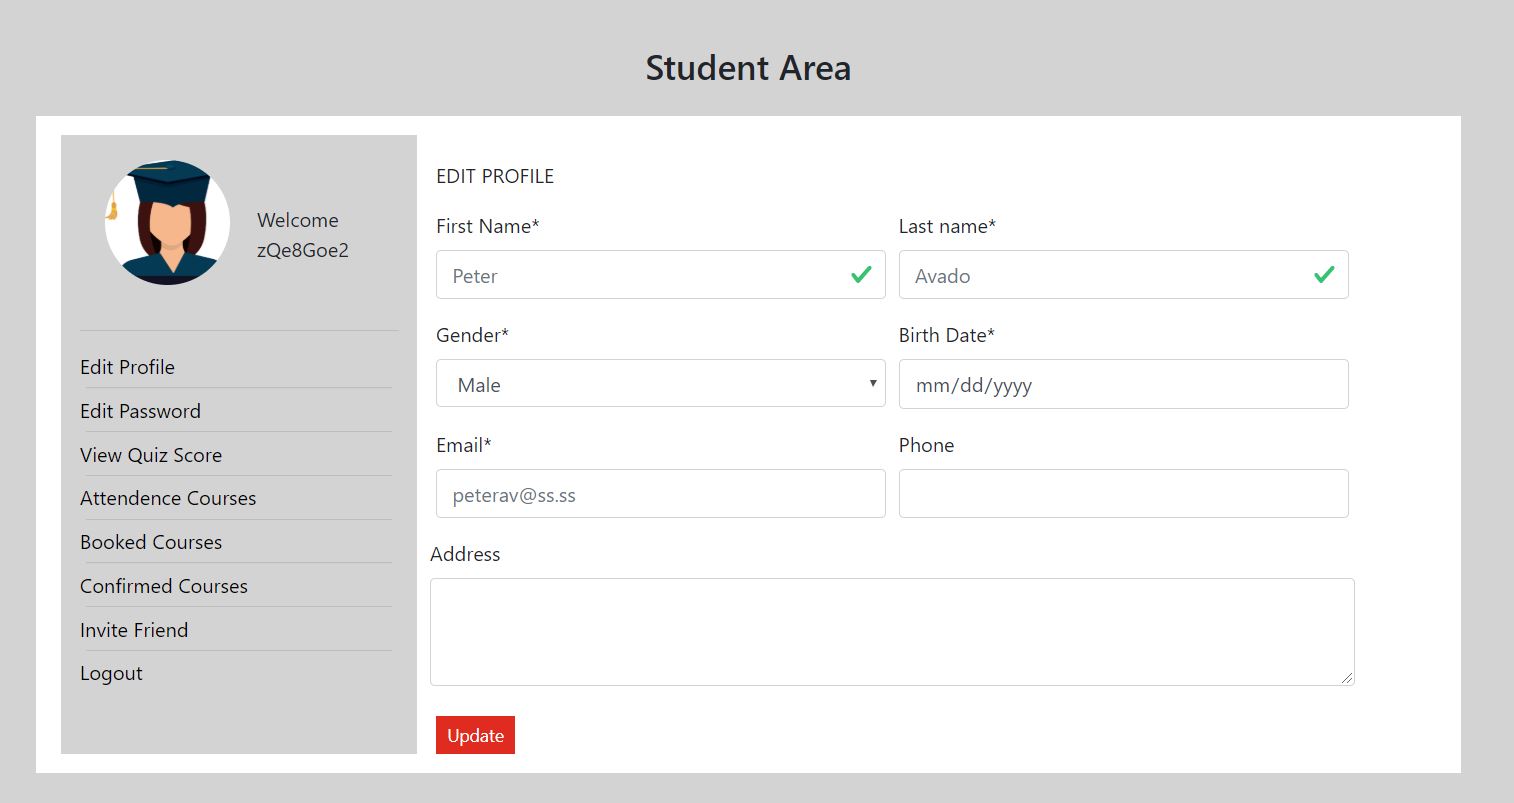 Student Area
Welcome
zQe8Goe2
Edit Profile
Edit Password
View Quiz Score
Attendence Courses
Booked Courses
Confirmed Courses
Invite Friend
Logout
EDIT PROFILE
First Name*
Last name*
Peter
Avado
Gender*
Birth Date*
Male
mm/dd/yyyy
Email*
Phone
peterav@ss.ss
Address
Update